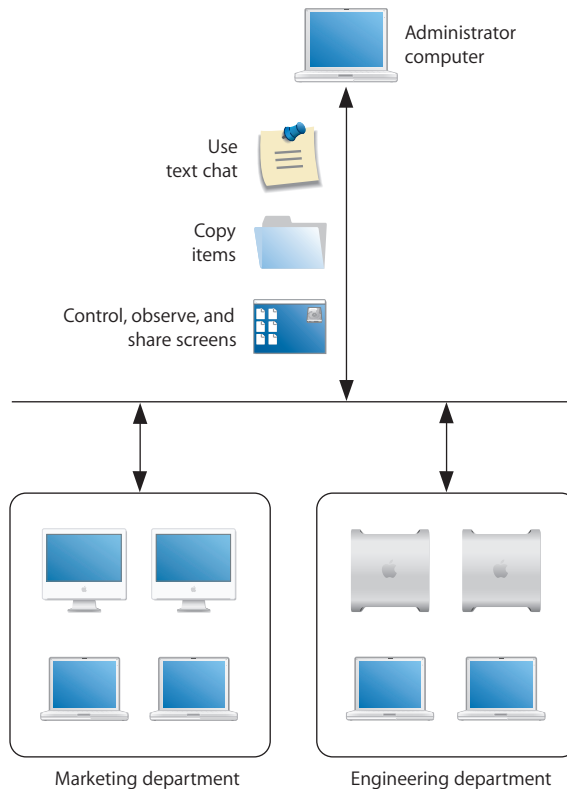 Administrator
computer
Use
text chat
Copy
items
Control, observe, and
share screens
Marketing department
Engineering department